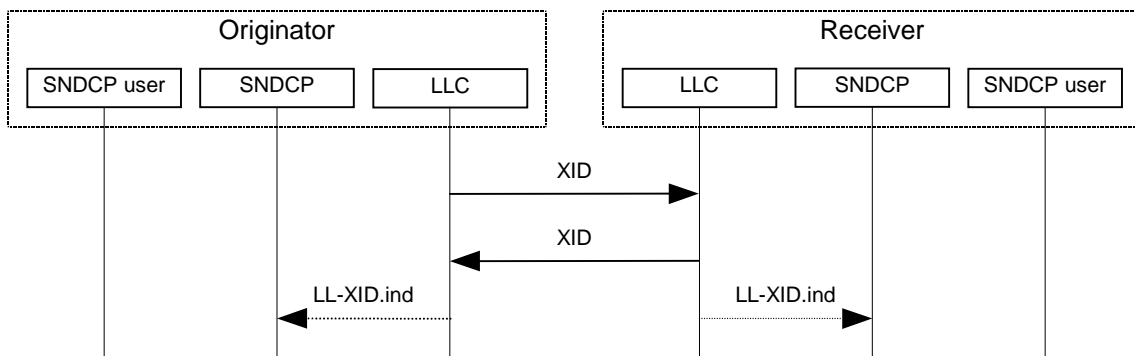 Originator
Receiver
SNDCP user
SNDCP
LLC
LLC
SNDCP
SNDCP user
XID
XID
LL-XID.ind
LL-XID.ind